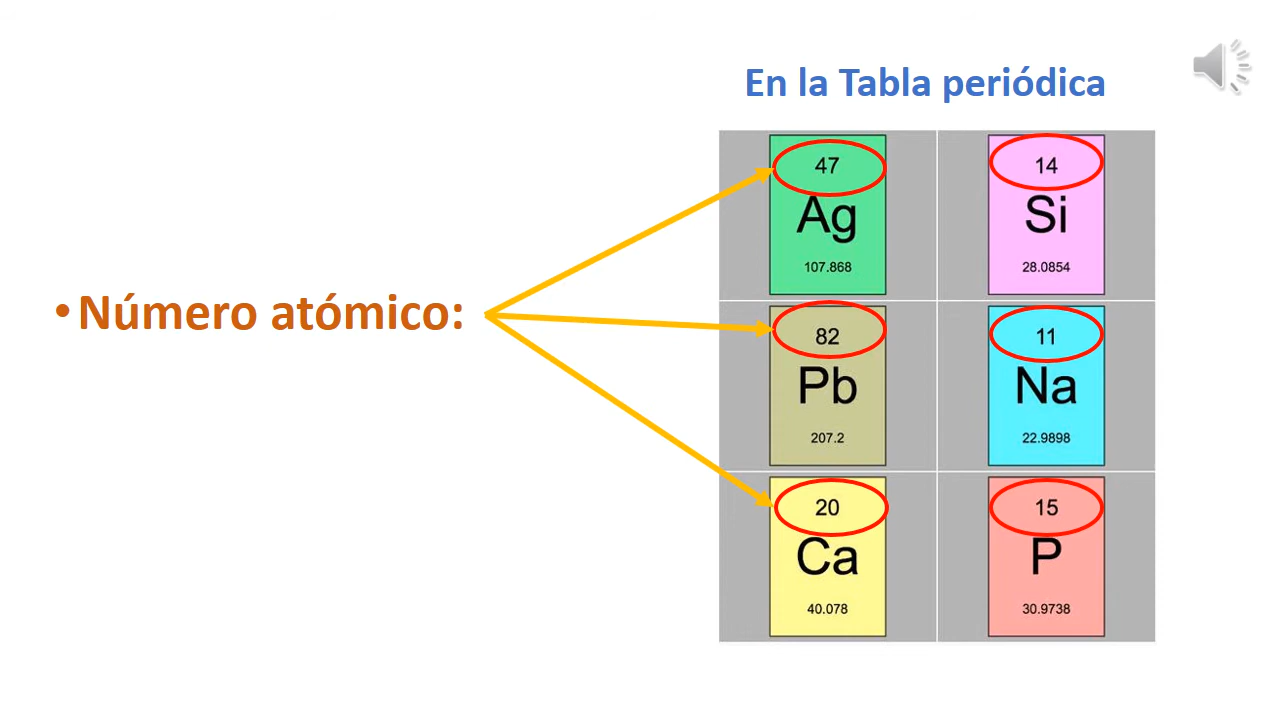 En la Tabla periódica
•Número atómico:
47
Ag
107.868
14
Si
28.0854
82
Pb
207.2
11
Na
22.9898
20
Ca
40.078
15
P
30.9738